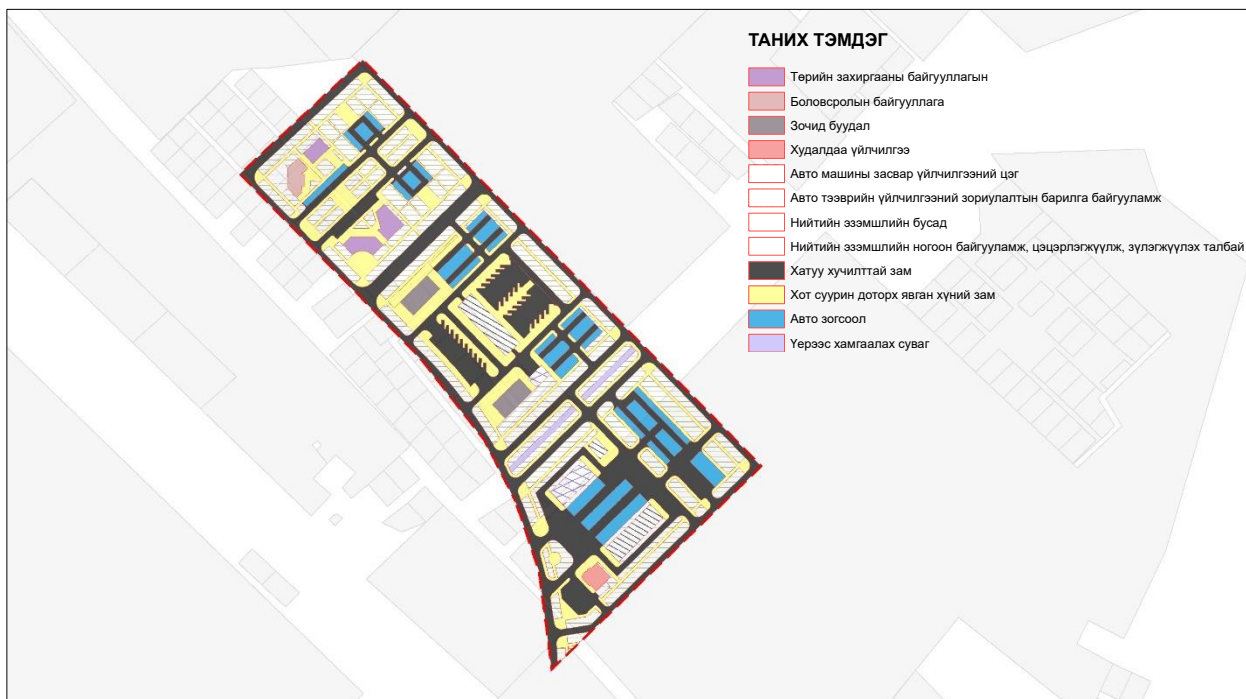 ТАНИХ ТЭМДЭГ
Төрийн захиргааны байгууллагын
Боловсролын байгууллага
Зочид буудал
Худалдаа үйлчилгээ
Авто машины засвар үйлчилгээний цэг
Авто тээврийн үйлчилгээний зориулалтын барилга байгууламж
Нийтийн эзэмшлийн бусад
Нийтийн эзэмшлийн ногоон байгууламж, цэцэрлэгжүүлж, зүлэгжүүлэх талбай
Хатуу хучилттай зам
Хот суурин доторх явган хүний зам
Авто зогсоол
Үерээс хамгаалах суваг